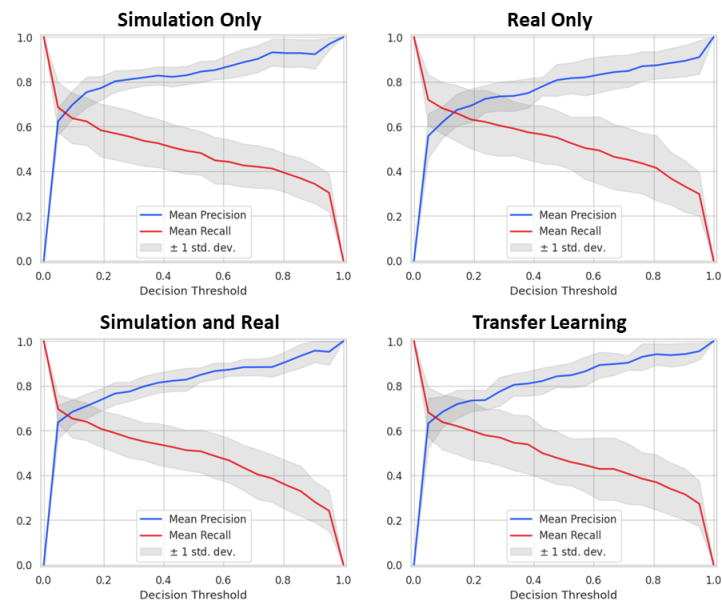 Simulation Only
1.0
0.8
0.6
0.4
0.2
0.0
Mean Precision
Mean Recall
± 1 std. dev.
0.0 0.2 0.4 0.6 0.8 1.0
Decision Threshold
Real Only
1.0
0.8
0.6
0.4
0.2
0.0
Mean Precision
Mean Recall
± 1 std. dev.
0.0 0.2 0.4 0.6 0.8 1.0
Decision Threshold
Simulation and Real
1.0
0.8
0.6
0.4
0.2
0.0
Mean Precision
Mean Recall
± 1 std. dev.
0.0 0.2 0.4 0.6 0.8 1.0
Decision Threshold
Transfer Learning
1.0
0.8
0.6
0.4
0.2
0.0
Mean Precision
Mean Recall
± 1 std. dev.
0.0 0.2 0.4 0.6 0.8 1.0
Decision Threshold